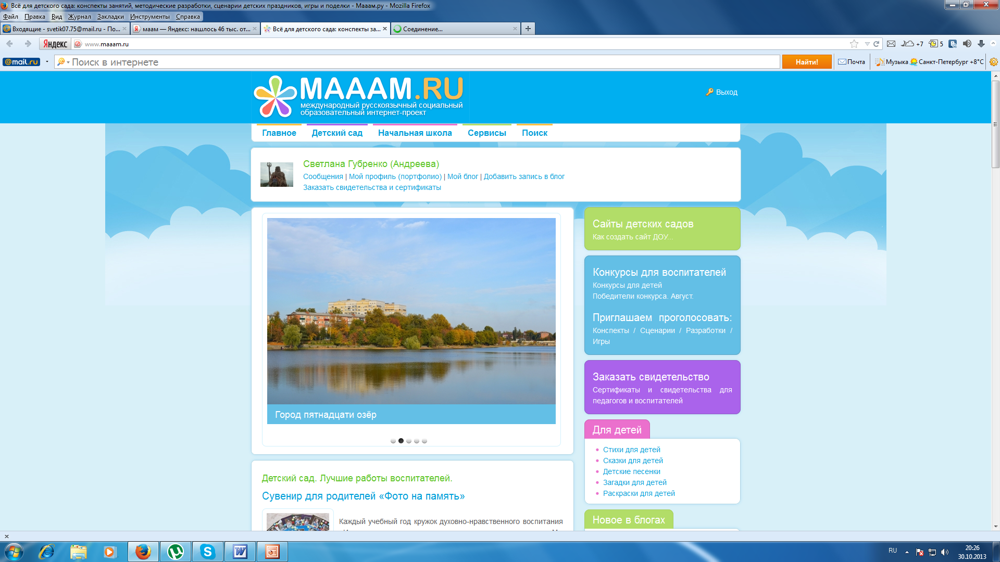 Всё для детского сада: конспекты занятий, методические разработки, сценарии детских праздников, игры и поделки - Мааам.ру - Mozilla Firefox
Файл Правка Вид Журнал Закладки Инструменты Справка
Входящие - svetik07.75@mail.ru - По... маам — Яндекс: нашлось 46 тыс. от... Всё для детского сада: конспекты за... Соединение...
Яндекс www.maaam.ru +7 5
@mail.ru Поиск в интернете Найти! Почта Музыка Санкт-Петербург +8°C
MAAAM.RU
международный русскоязычный социальный
образовательный интернет-проект
Выход
Главное Детский сад Начальная школа Сервисы Поиск
Светлана Губренко (Андреева)
Сообщения | Мой профиль (портфолио) | Мой блог | Добавить запись в блог
Заказать свидетельства и сертификаты
Город пятнадцати озёр
Детский сад. Лучшие работы воспитателей.
Сувенир для родителей «Фото на память»
Каждый учебный год кружок духовно-нравственного воспитания
Сайты детских садов
Как создать сайт ДОУ...
Конкурсы для воспитателей
Конкурсы для детей
Победители конкурса. Август.
Приглашаем проголосовать:
Конспекты / Сценарии / Разработки /
Игры
Заказать свидетельство
Сертификаты и свидетельства для
педагогов и воспитателей
Для детей
Стихи для детей
Сказки для детей
Детские песенки
Загадки для детей
Раскраски для детей
Новое в блогах
RU
20:26
30.10.2013